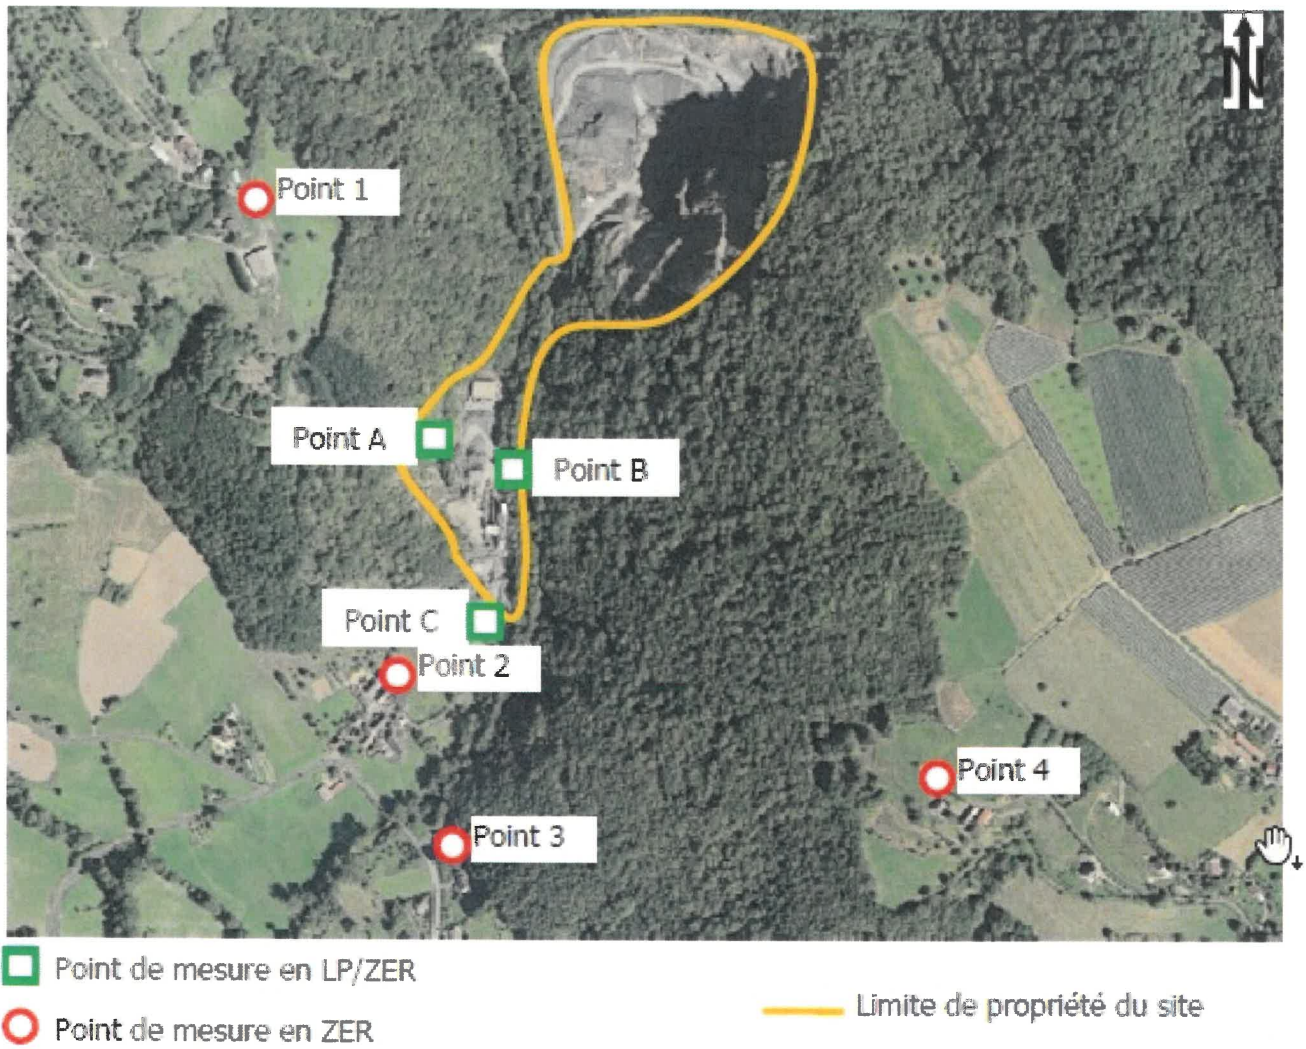 N
Point 1
Point A
Point B
Point C
Point 2
Point 4
Point 3
Point de mesure en LP/ZER
Limite de propriété du site
Point de mesure en ZER